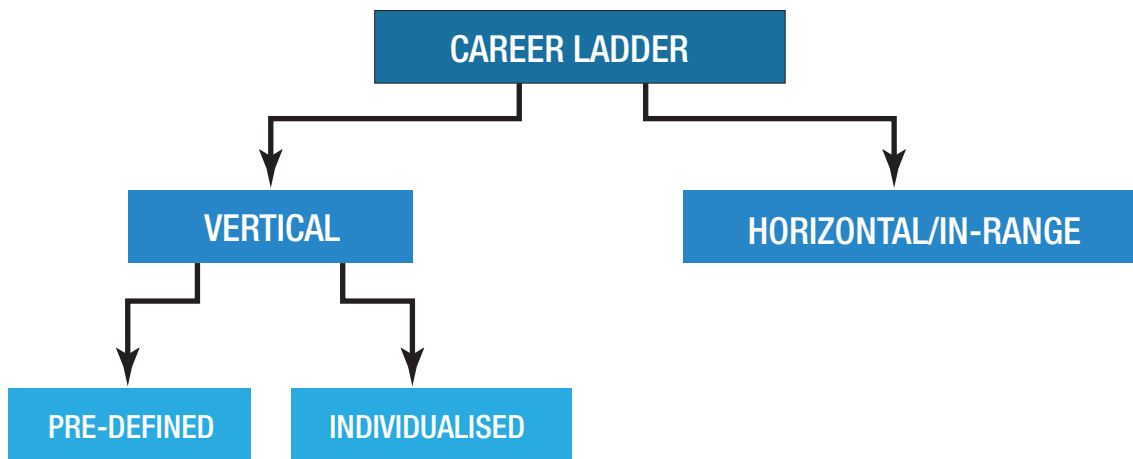 CAREER LADDER
VERTICAL
HORIZONTAL/IN-RANGE
PRE-DEFINED
INDIVIDUALISED